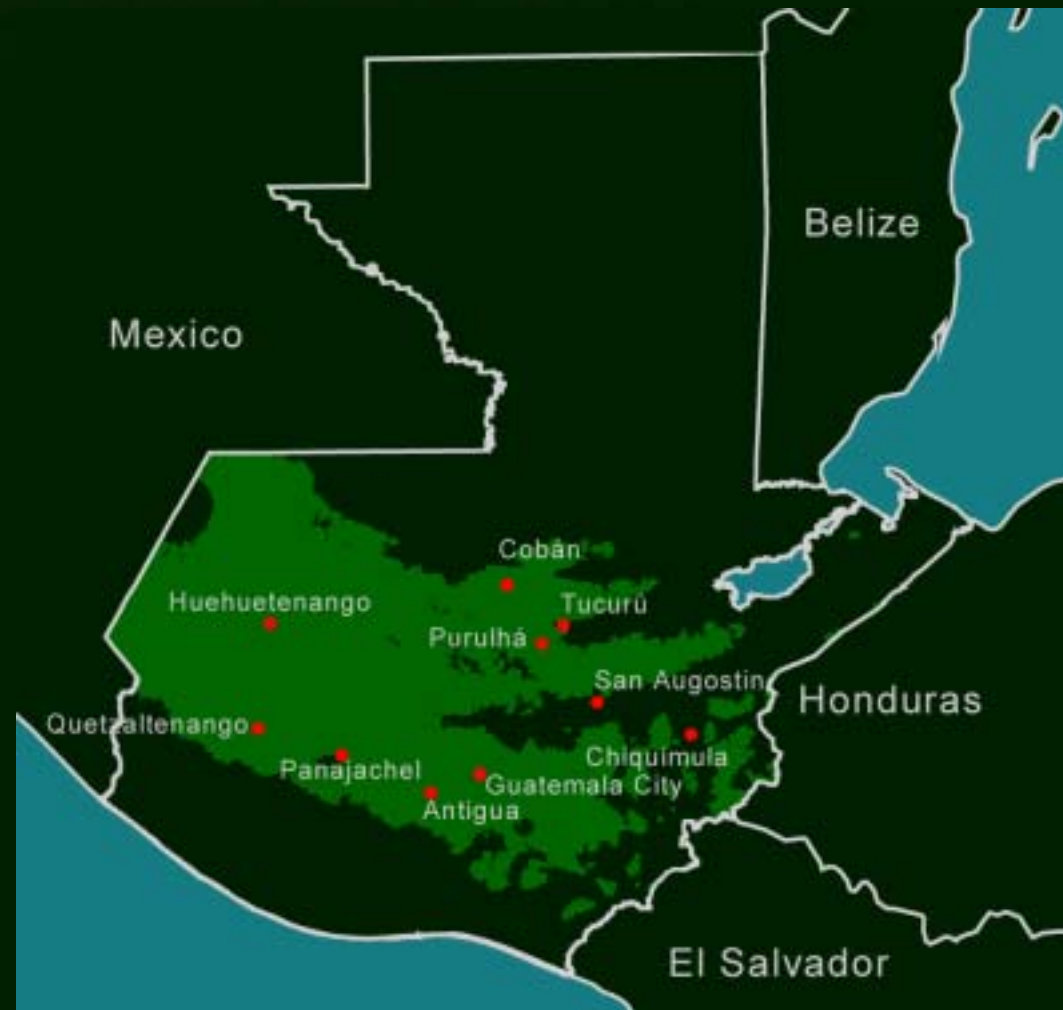 Belize
Mexico
Cobán
Huehuetenango
Tucurú
Purulhá
San Augostin
Honduras
Quetzaltenango
Chiquimula
Panajachel
Guatemala City
Antigua
El Salvador